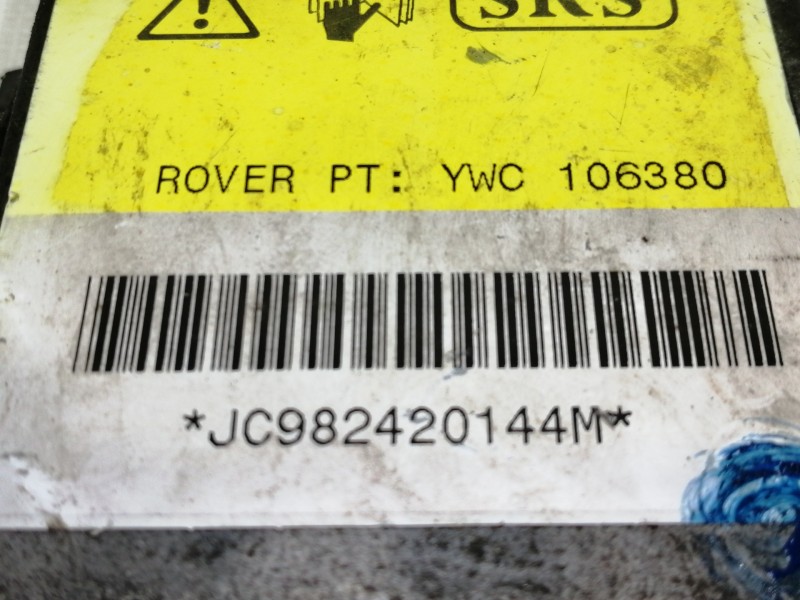 SRS
ROVER PT: YWC 106380
*JC982420144M*